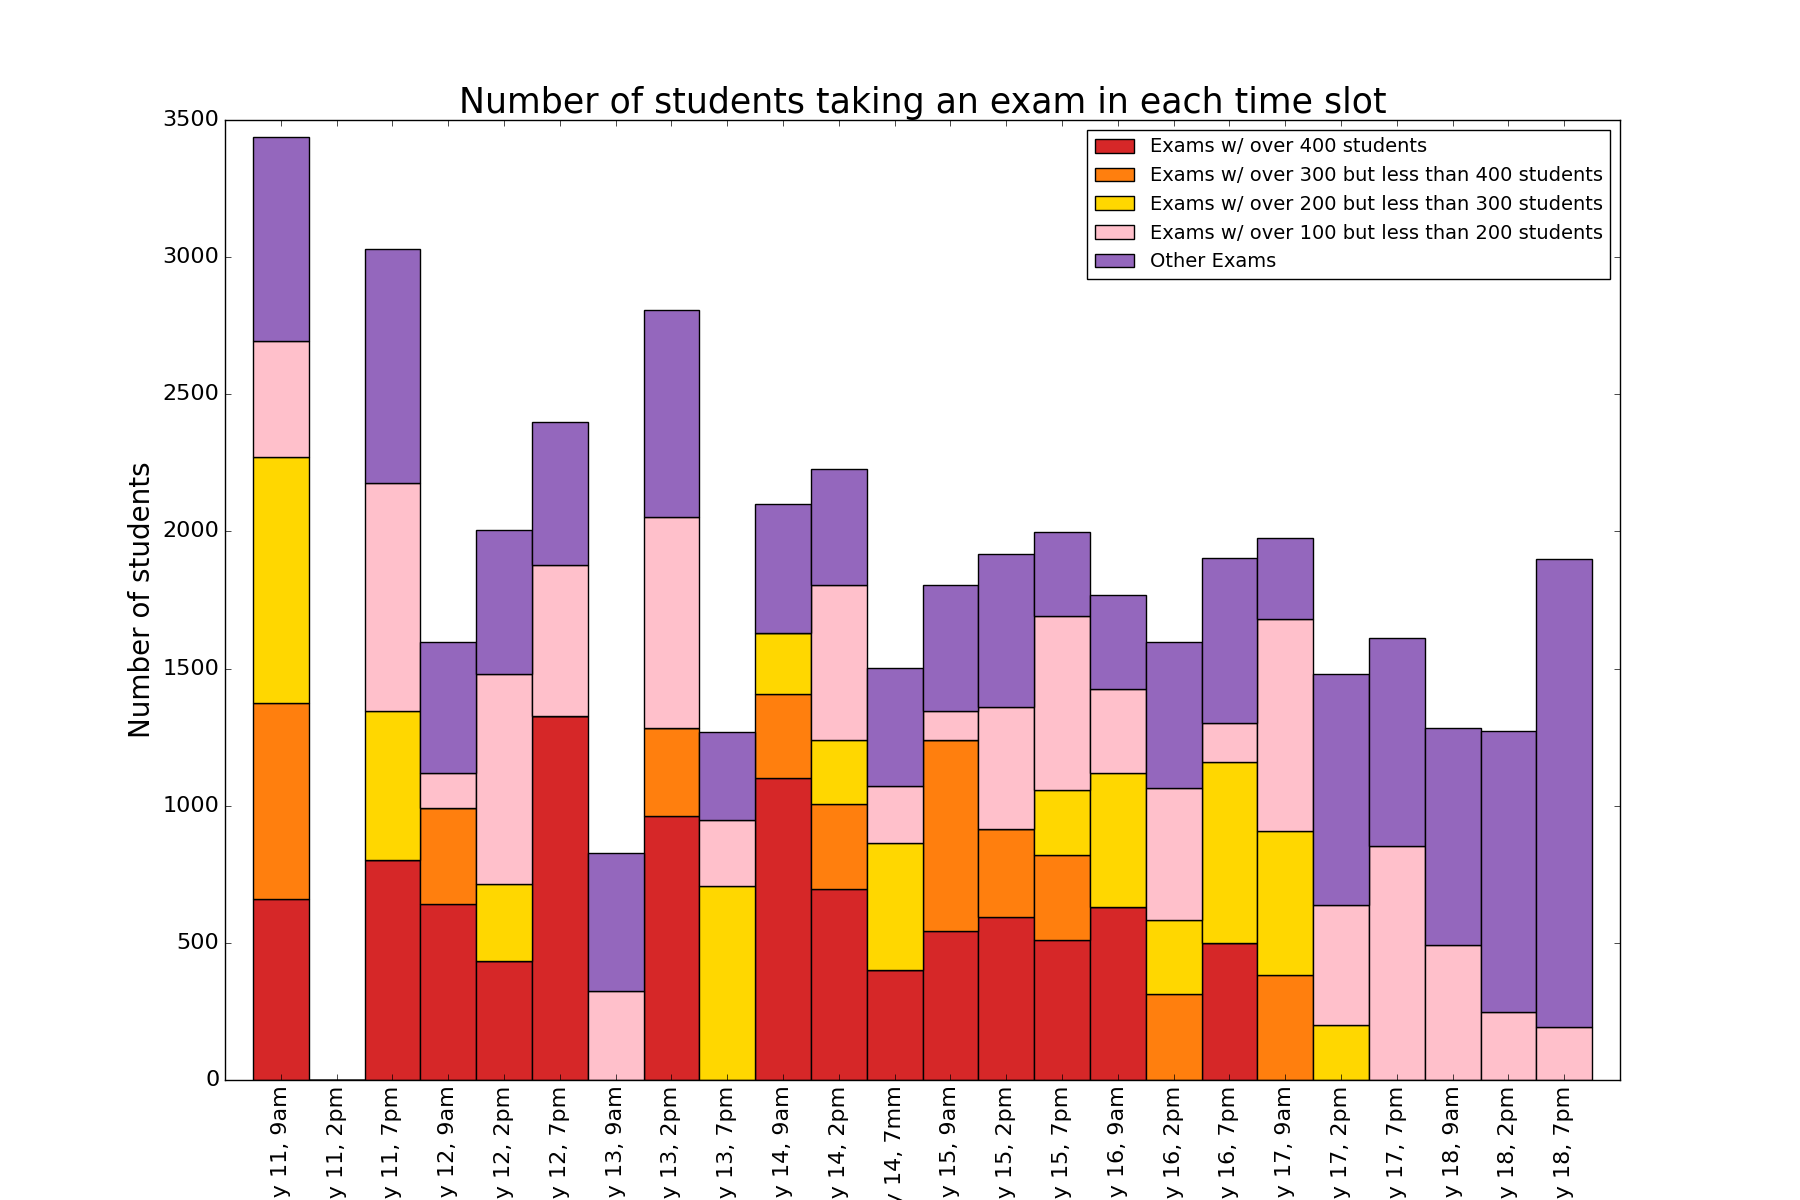 Number of students taking an exam in each time slot
Exams w/ over 400 students
Exams w/ over 300 but less than 400 students
Exams w/ over 200 but less than 300 students
Exams w/ over 100 but less than 200 students
Other Exams
Number of students
3500
3000
2500
2000
1500
1000
500
0
y 11, 9am
y 11, 2pm
y 11, 7pm
y 12, 9am
y 12, 2pm
y 12, 7pm
y 13, 9am
y 13, 2pm
y 13, 7pm
y 14, 9am
y 14, 2pm
y 14, 7mm
y 15, 9am
y 15, 2pm
y 15, 7pm
y 16, 9am
y 16, 2pm
y 16, 7pm
y 17, 9am
y 17, 2pm
y 17, 7pm
y 18, 9am
y 18, 2pm
y 18, 7pm